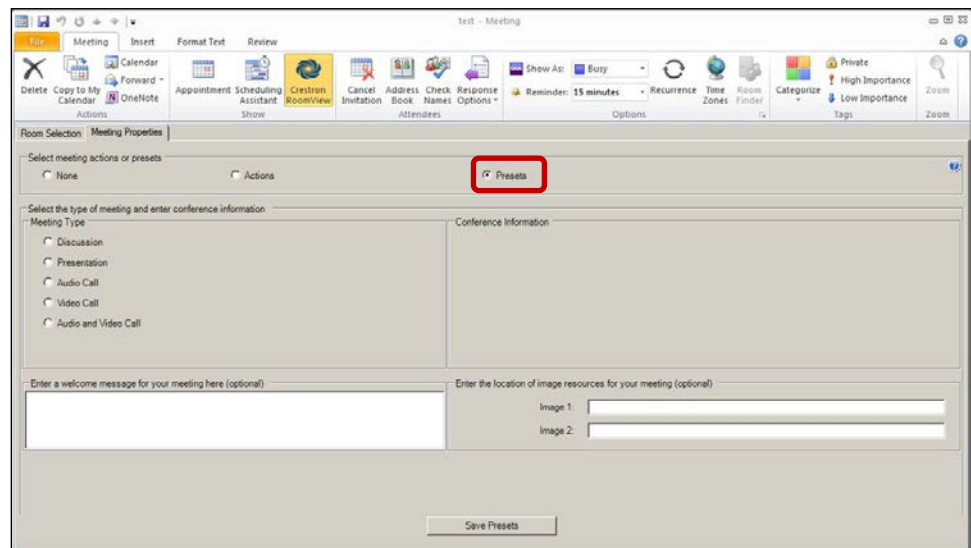 test - Meeting
File Meeting Insert Format Text Review
Delete
Copy to My Calendar
Calendar
Forward
OneNote
Actions
Appointment
Scheduling Assistant
Crestron RoomView
Show
Cancel Invitation
Address Book
Check Names
Response Options
Attendees
Show As: Busy
Reminder: 15 minutes
Recurrence
Time Zones
Room Finder
Options
Categorize
Private
High Importance
Low Importance
Tags
Zoom
Zoom
Room Selection Meeting Properties
Select meeting actions or presets
None Actions Presets
Select the type of meeting and enter conference information
Meeting Type
Discussion
Presentation
Audio Call
Video Call
Audio and Video Call
Conference Information
Enter a welcome message for your meeting here (optional)
Enter the location of image resources for your meeting (optional)
Image 1:
Image 2:
Save Presets